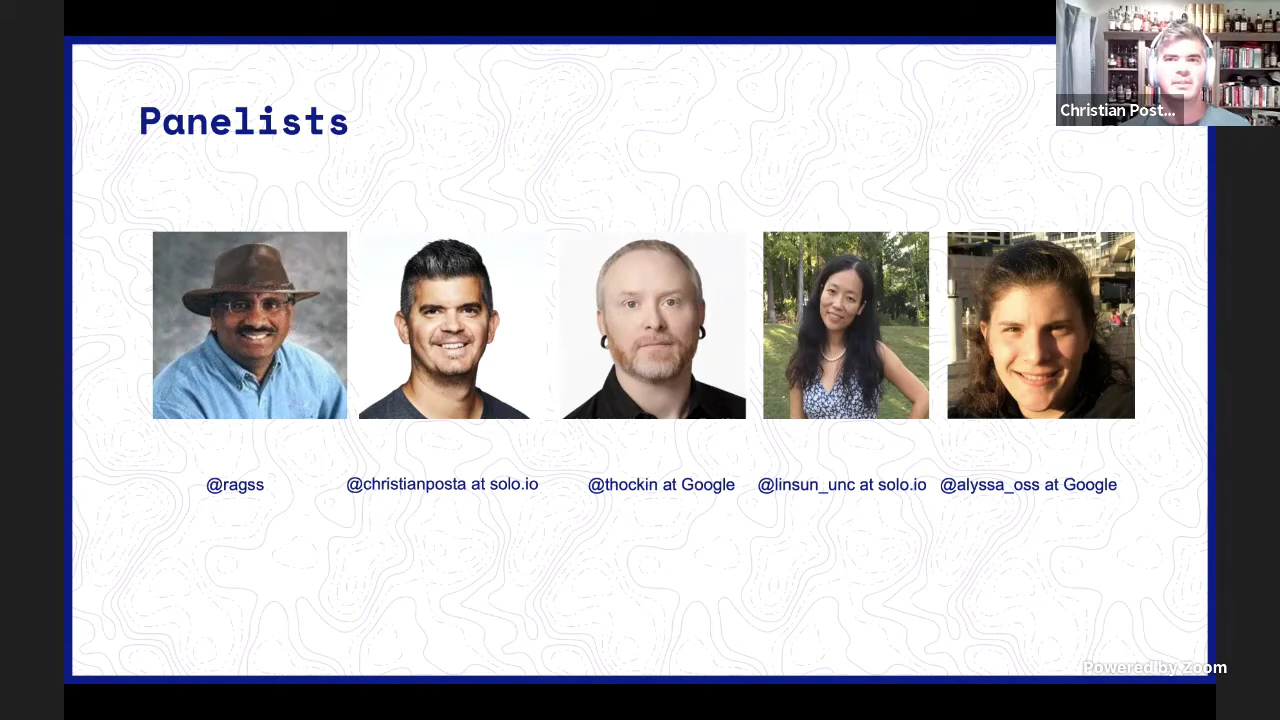 Christian Post...
Panelists
@ragss
@christianposta at solo.io
@thockin at Google
@linsun_unc at solo.io
@alyssa_oss at Google
Powered by Zoom